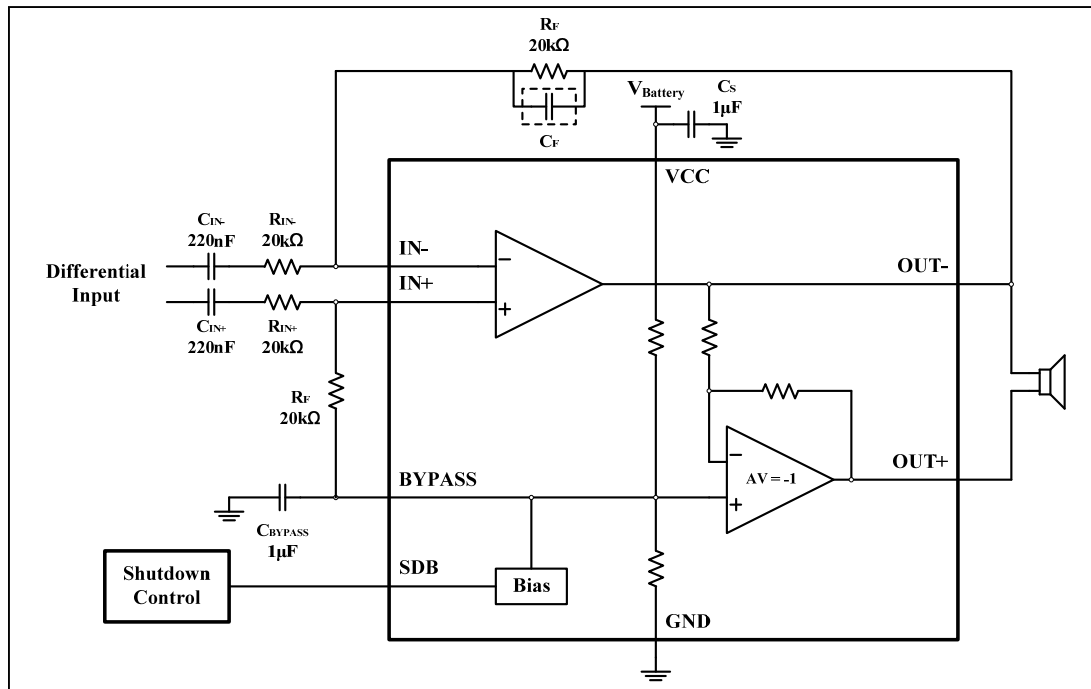 RF
20kΩ
CF
VBattery
CS
1µF
VCC
CIN-
220nF
RIN-
20kΩ
IN-
IN+
Differential
Input
CIN+
220nF
RIN+
20kΩ
OUT-
RF
20kΩ
OUT+
AV = -1
BYPASS
CBYPASS
1µF
SDB
Bias
Shutdown
Control
GND